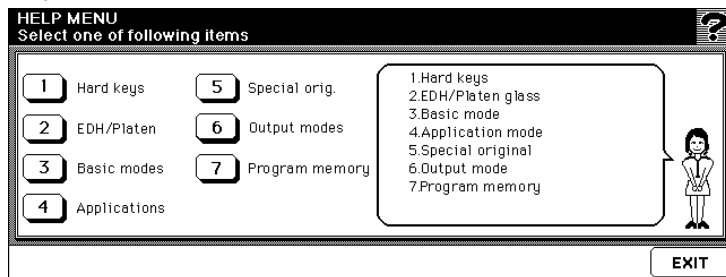 HELP MENU
Select one of following items
?
1 Hard keys
2 EDH/Platen
3 Basic modes
4 Applications
5 Special orig.
6 Output modes
7 Program memory
1.Hard keys
2.EDH/Platen glass
3.Basic mode
4.Application mode
5.Special original
6.Output mode
7.Program memory
EXIT